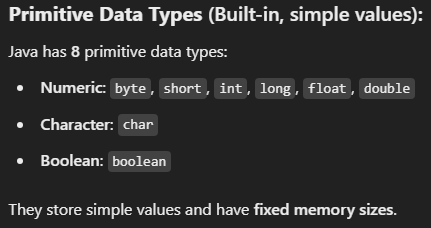 Primitive Data Types (Built-in, simple values):
Java has 8 primitive data types:
• Numeric: byte, short, int, long, float, double
• Character: char
• Boolean: boolean
They store simple values and have fixed memory sizes.